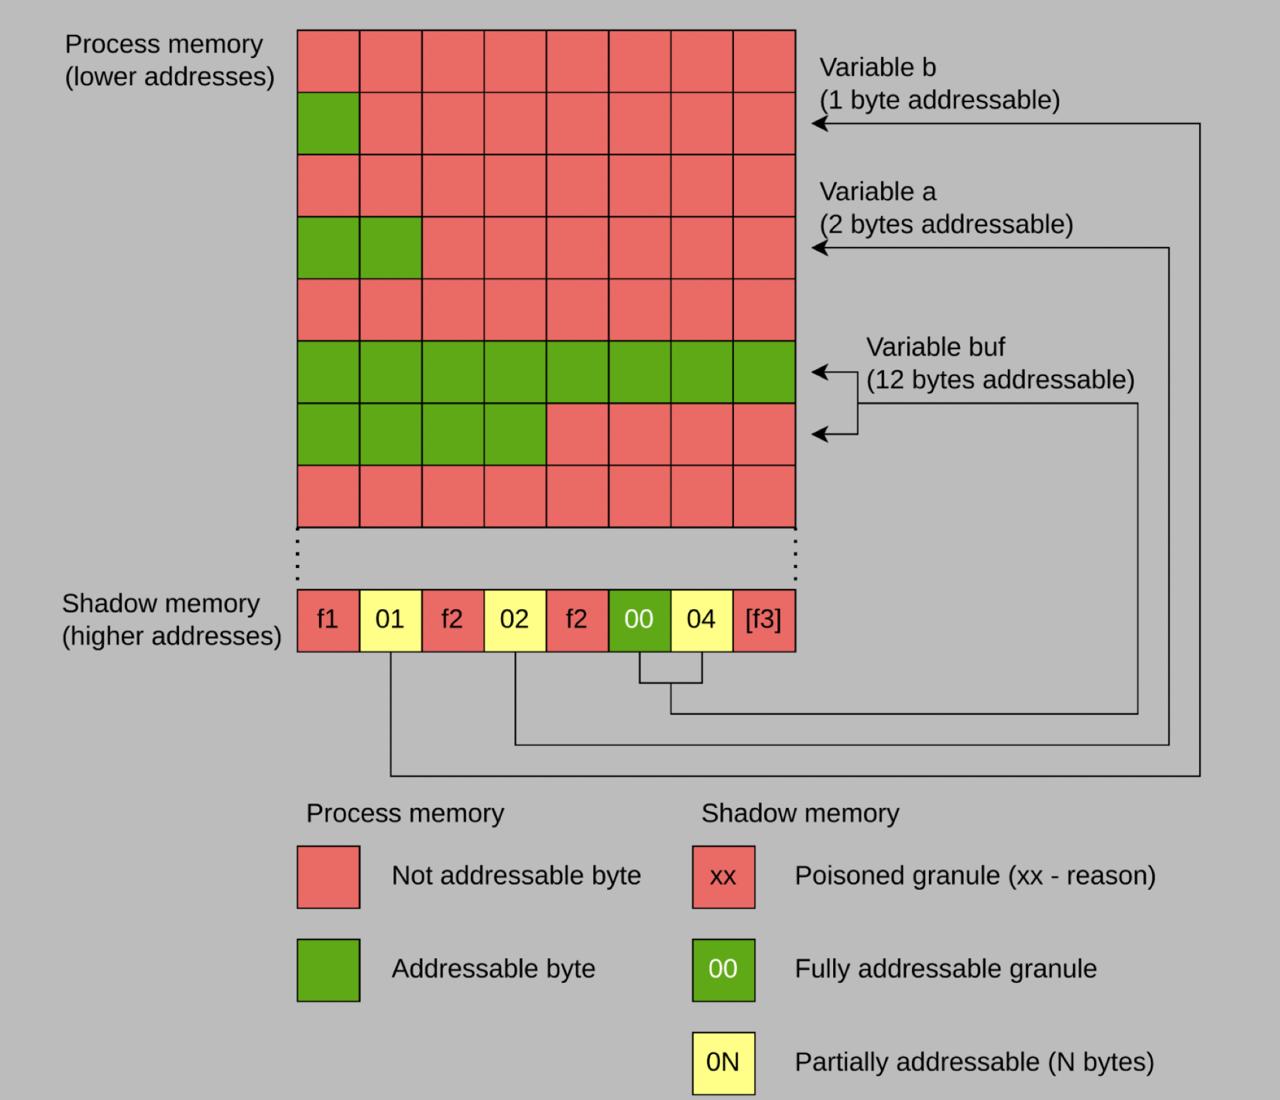 Process memory
(lower addresses)
Variable b
(1 byte addressable)
Variable a
(2 bytes addressable)
Variable buf
(12 bytes addressable)
Shadow memory
(higher addresses)
f1 01 f2 02 f2 00 04 [f3]
Process memory
Not addressable byte
Addressable byte
Shadow memory
xx Poisoned granule (xx - reason)
00 Fully addressable granule
0N Partially addressable (N bytes)